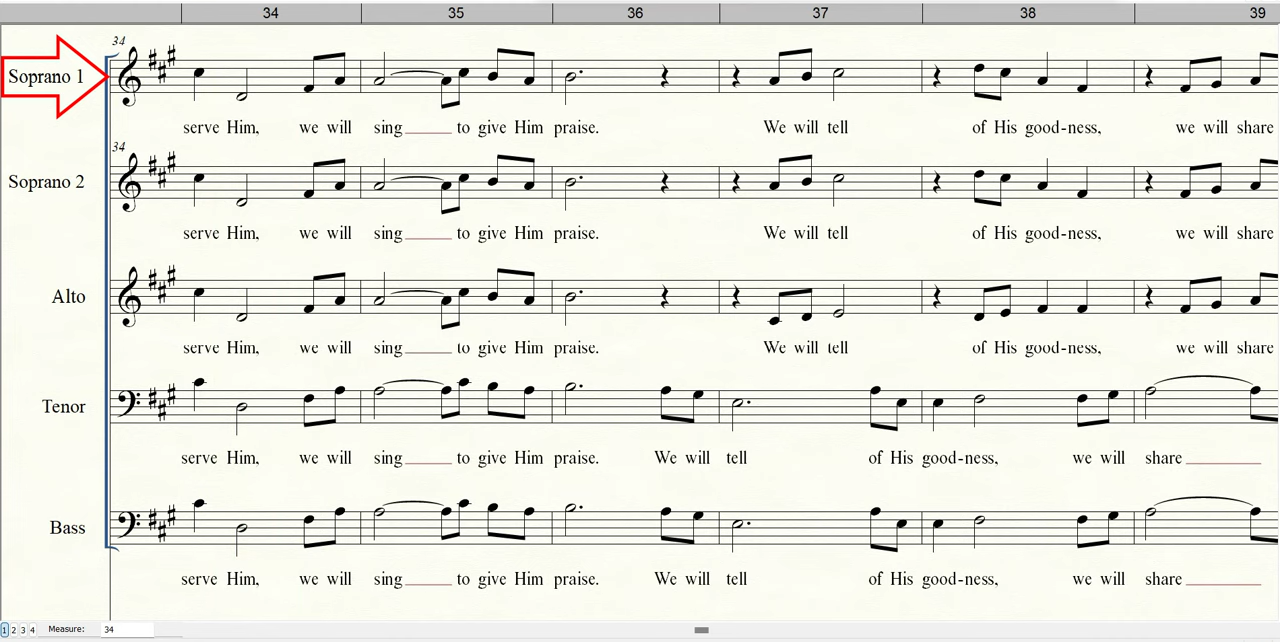 34 35 36 37 38 39
34
Soprano 1
serve Him, we will sing to give Him praise. We will tell of His good-ness, we will share
34
Soprano 2
serve Him, we will sing to give Him praise. We will tell of His good-ness, we will share
Alto
serve Him, we will sing to give Him praise. We will tell of His good-ness, we will share
Tenor
serve Him, we will sing to give Him praise. We will tell of His good-ness, we will share
Bass
serve Him, we will sing to give Him praise. We will tell of His good-ness, we will share
1 2 3 4 Measure: 34